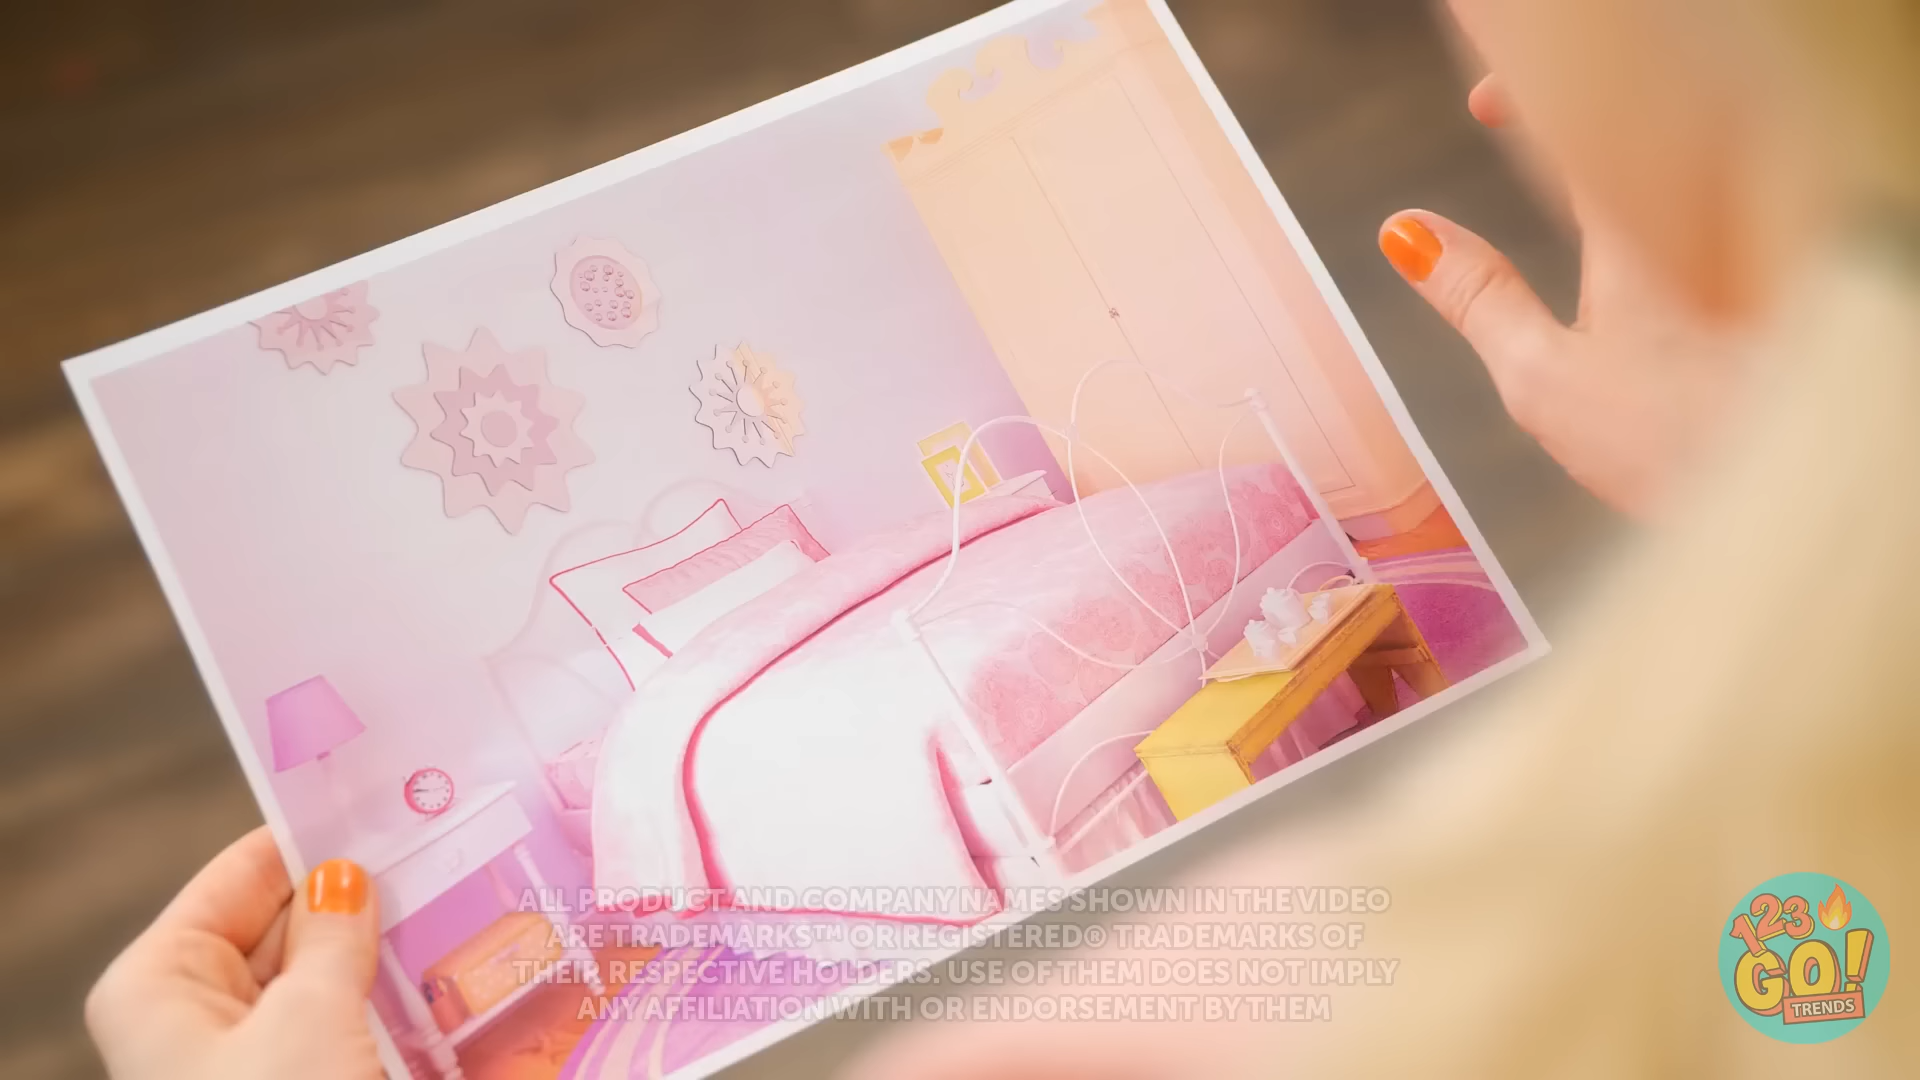 ALL PRODUCT AND COMPANY NAMES SHOWN IN THE VIDEO
ARE TRADEMARKS™ OR REGISTERED® TRADEMARKS OF
THEIR RESPECTIVE HOLDERS. USE OF THEM DOES NOT IMPLY
ANY AFFILIATION WITH OR ENDORSEMENT BY THEM
123
GO!
TRENDS